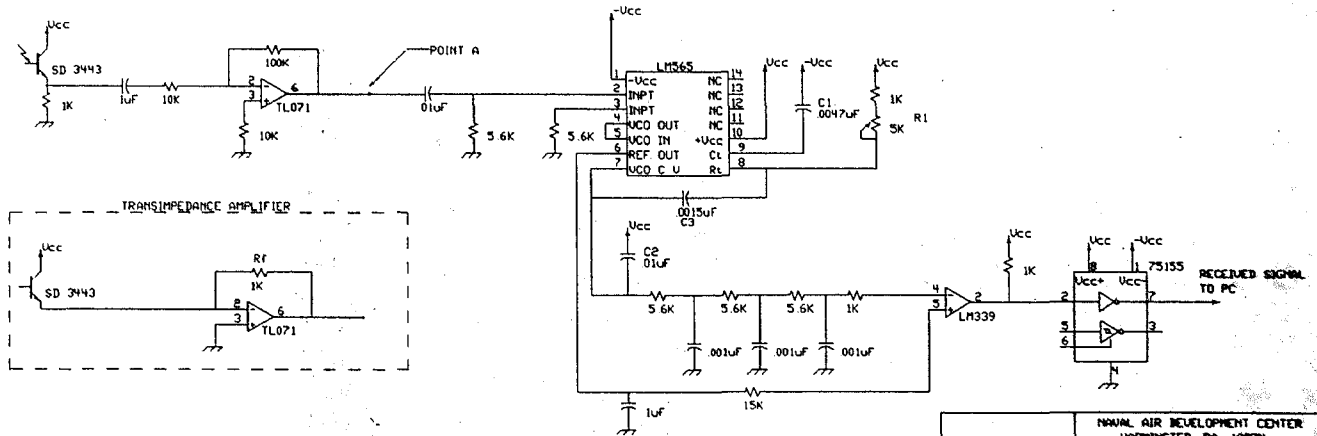 Vcc
SD 3443
1K
1uF
10K
100K
2
3
6
TL071
10K
POINT A
.01uF
5.6K
5.6K
-Vcc
LM565
1 -Vcc NC 14
2 INPT NC 13
3 INPT NC 12
4 VCO OUT NC 11
5 VCO IN +Vcc 10
6 REF. OUT Ct 9
7 VCO C V Rt 8
Vcc
-Vcc
C1
.0047uF
Vcc
1K
R1
5K
.0015uF
C3
TRANSIMPEDANCE AMPLIFIER
Vcc
SD 3443
Rf
1K
2
3
6
TL071
Vcc
C2
.01uF
5.6K
5.6K
5.6K
1K
.001uF
.001uF
.001uF
1uF
15K
4
5
2
LM339
Vcc
1K
Vcc
-Vcc
8
1
75155
Vcc+
Vcc-
2
7
5
6
3
4
RECEIVED SIGNAL
TO PC
NAVAL AIR DEVELOPMENT CENTER